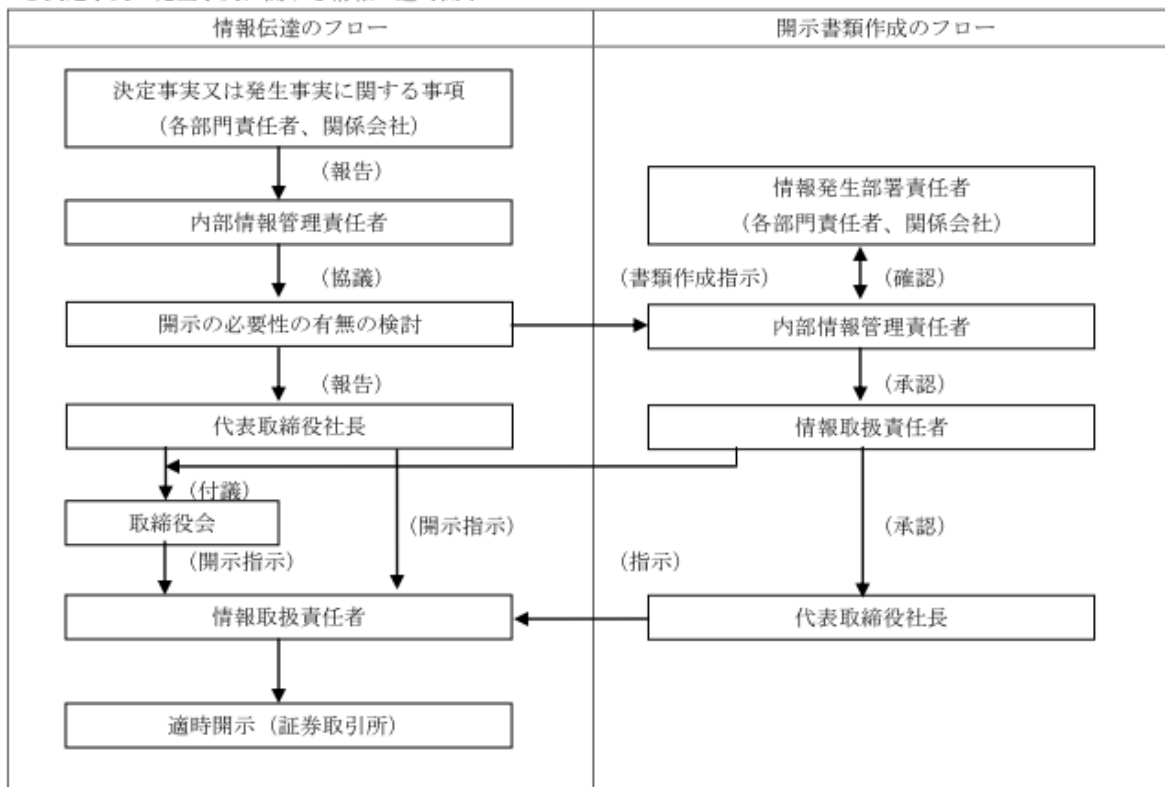 情報伝達のフロー
開示書類作成のフロー
決定事実又は発生事実に関する事項
（各部門責任者、関係会社）
（報告）
内部情報管理責任者
（協議）
開示の必要性の有無の検討
（報告）
代表取締役社長
（付議）
取締役会
（開示指示）
（開示指示）
情報取扱責任者
適時開示（証券取引所）
情報発生部署責任者
（各部門責任者、関係会社）
（書類作成指示）
（確認）
内部情報管理責任者
（承認）
情報取扱責任者
（承認）
（指示）
代表取締役社長